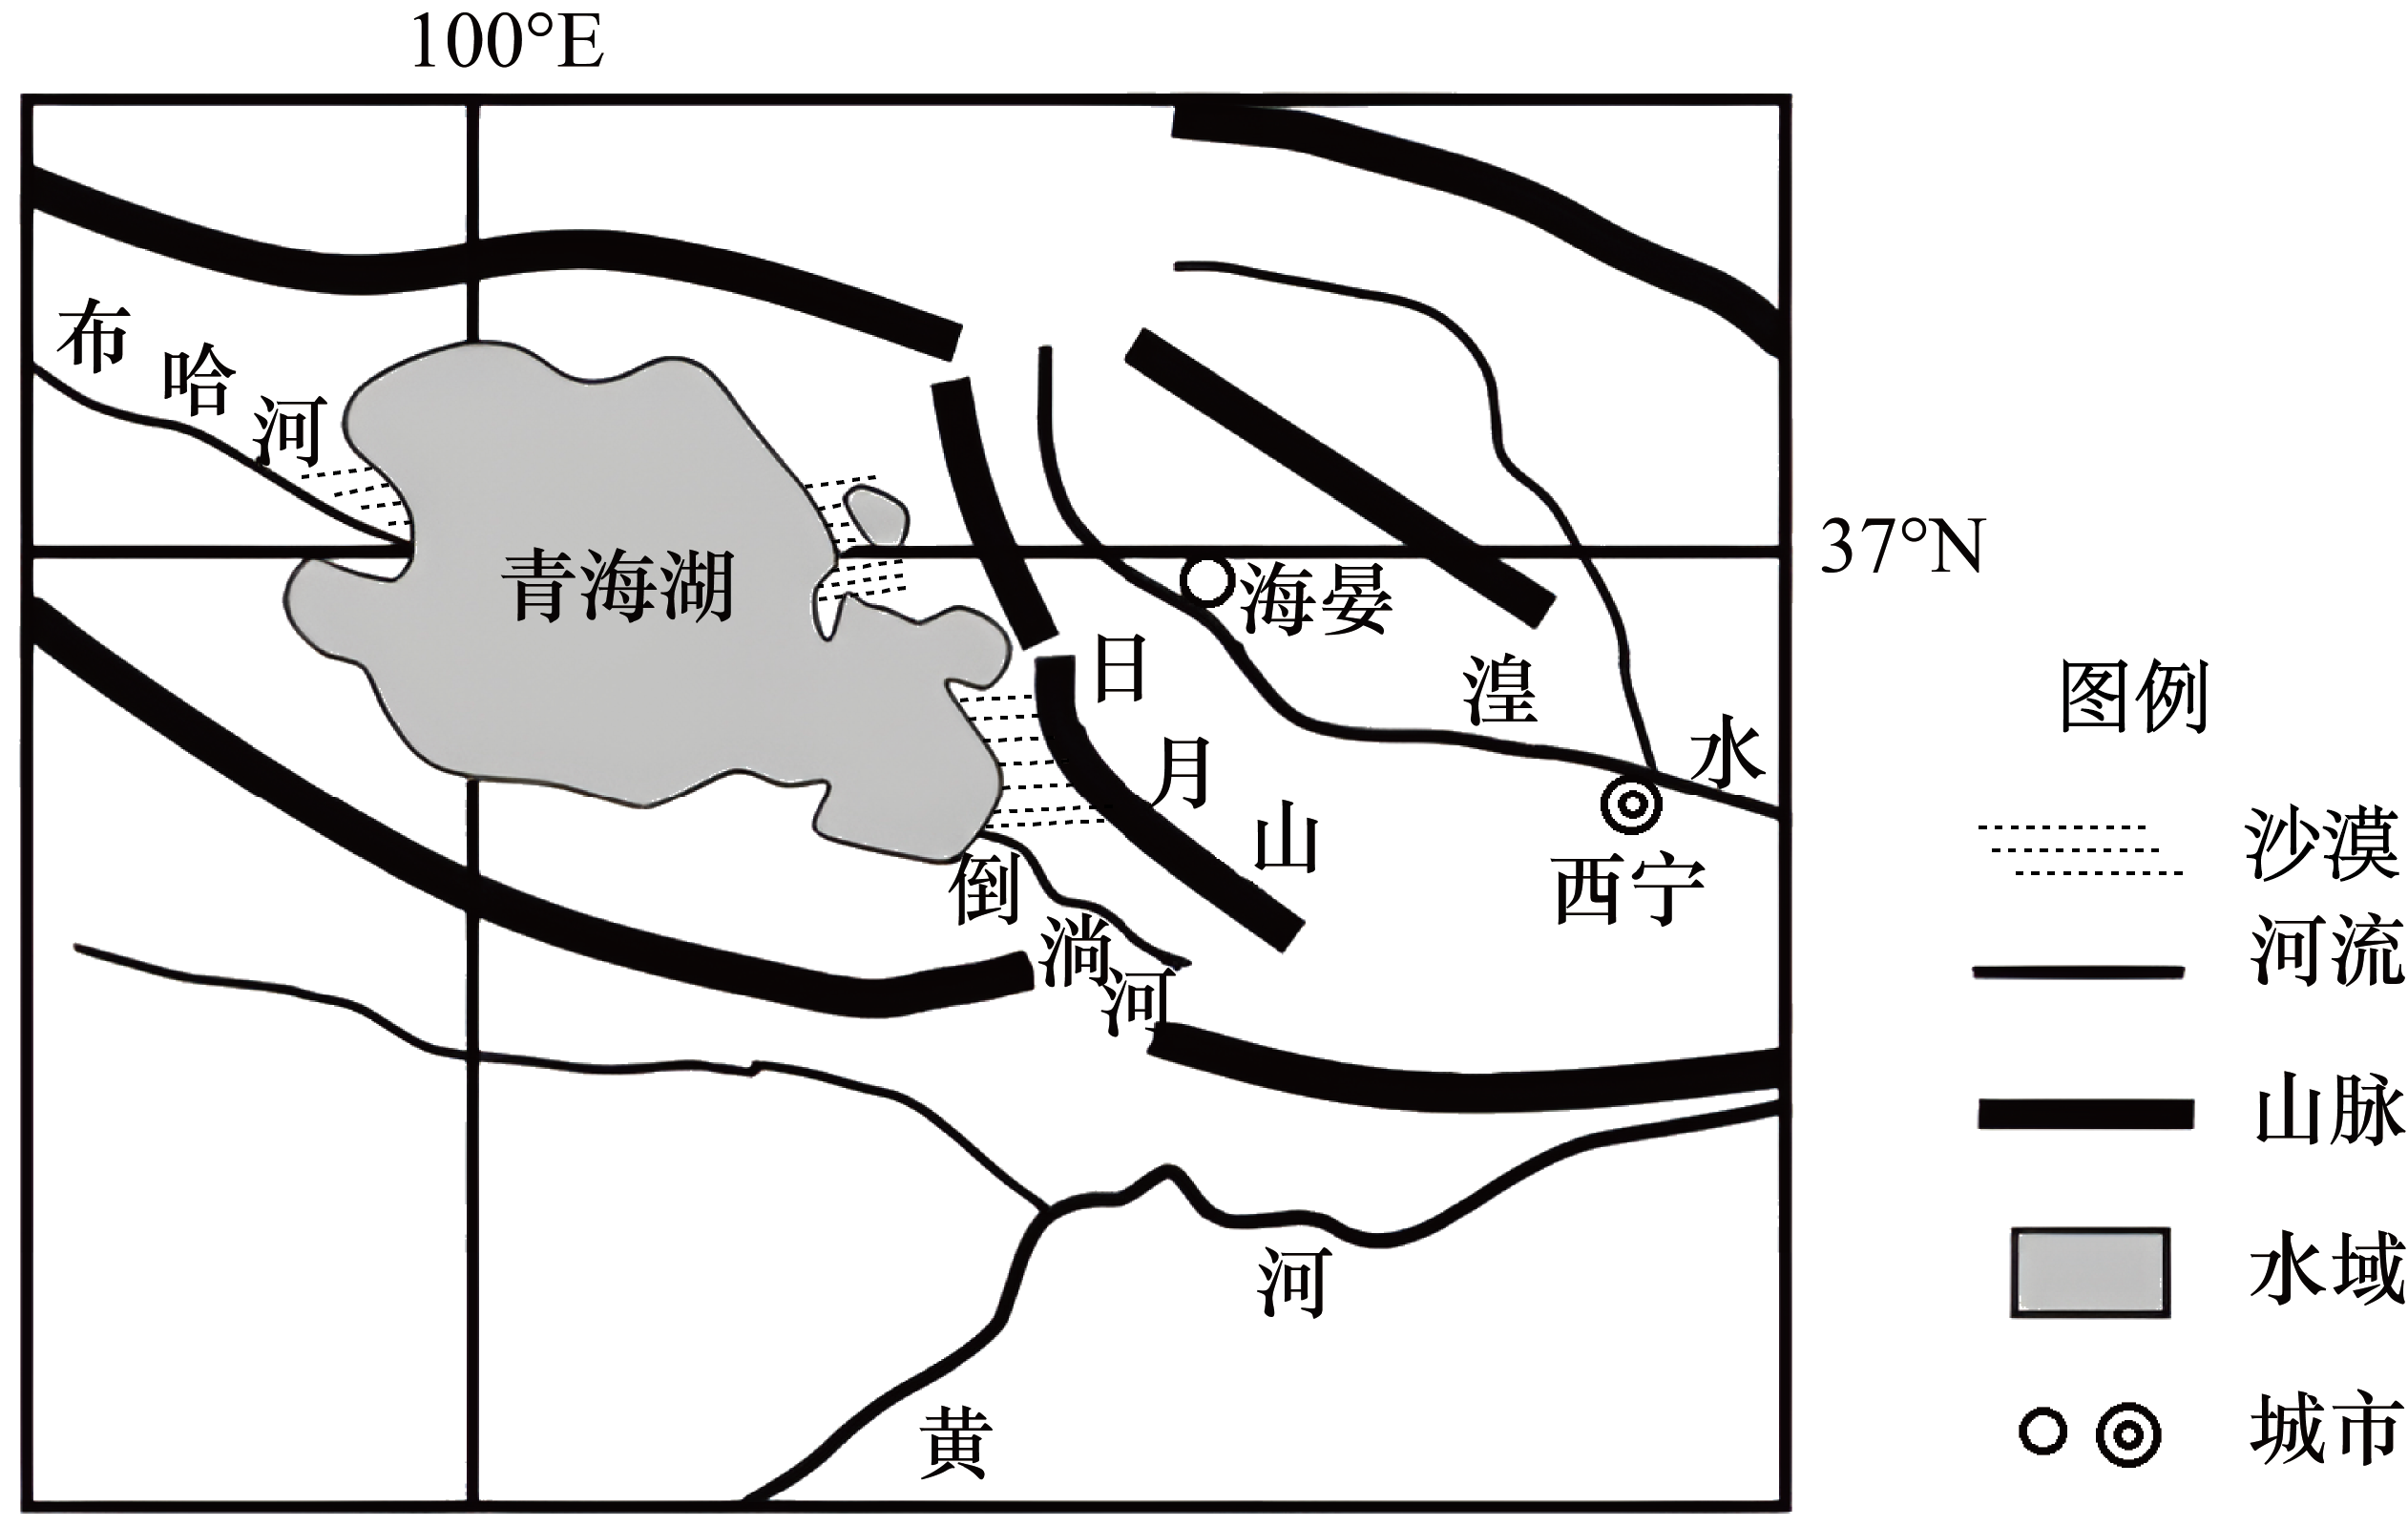 100°E
布哈河
青海湖
37°N
海晏
日月山
湟水
西宁
倒淌河
黄河
图例
沙漠
河流
山脉
水域
城市